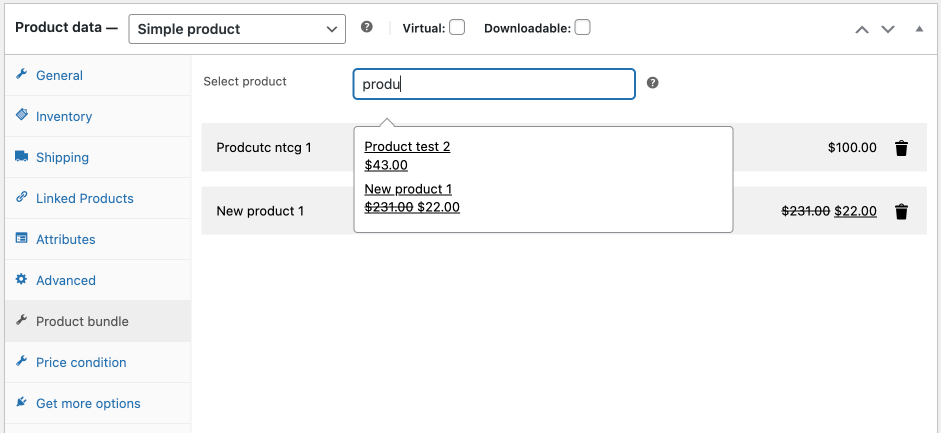 Product data — Simple product Virtual: Downloadable:
General
Inventory
Shipping
Linked Products
Attributes
Advanced
Product bundle
Price condition
Get more options
Select product produ
Product test 2
$43.00
New product 1
$231.00 $22.00
Prodcutc ntcg 1 $100.00
New product 1 $231.00 $22.00